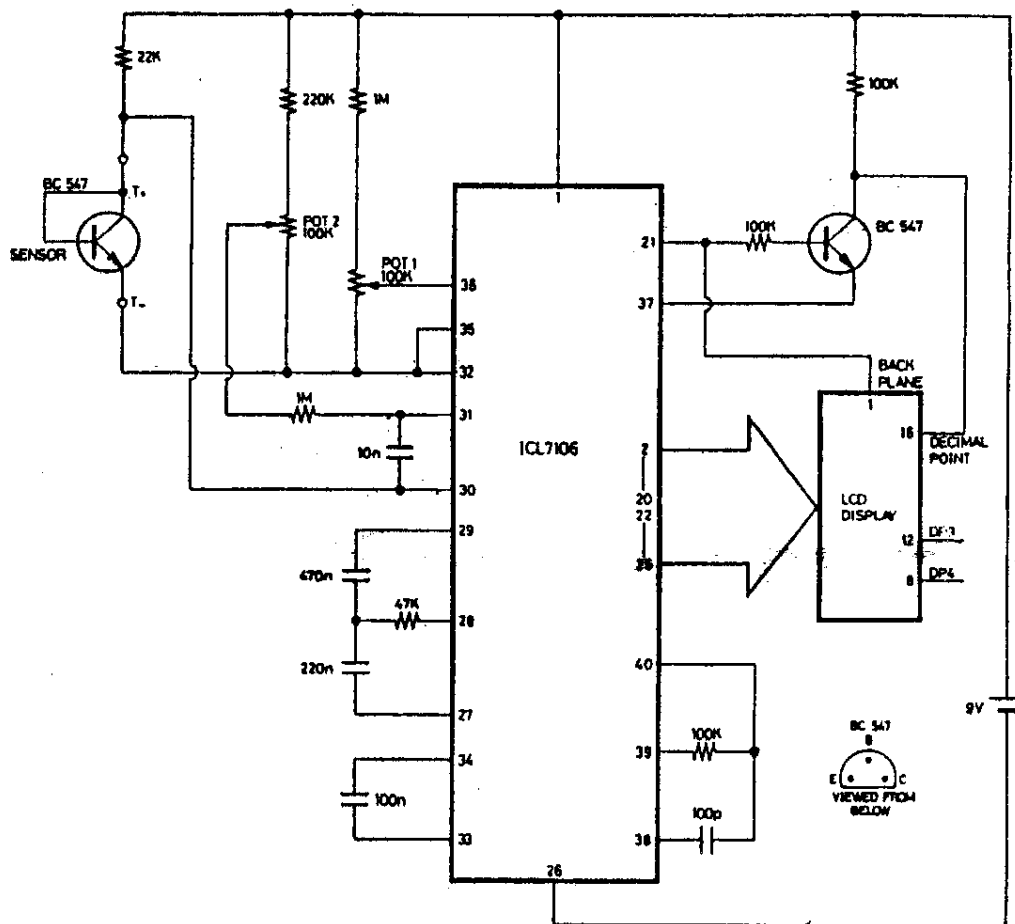 22K
220K
1M
100K
BC 547
T+
SENSOR
POT 2
100K
POT 1
100K
T-
1
21
100K
BC 547
37
36
35
32
31
1M
10n
30
29
470n
47K
28
220n
27
34
100n
33
ICL7106
2
20
22
BACK
PLANE
1
16
DECIMAL
POINT
LCD
DISPLAY
12
8
DP4
40
39
100K
100p
38
26
9V
BC 547
B
E
C
VIEWED FROM
BELOW